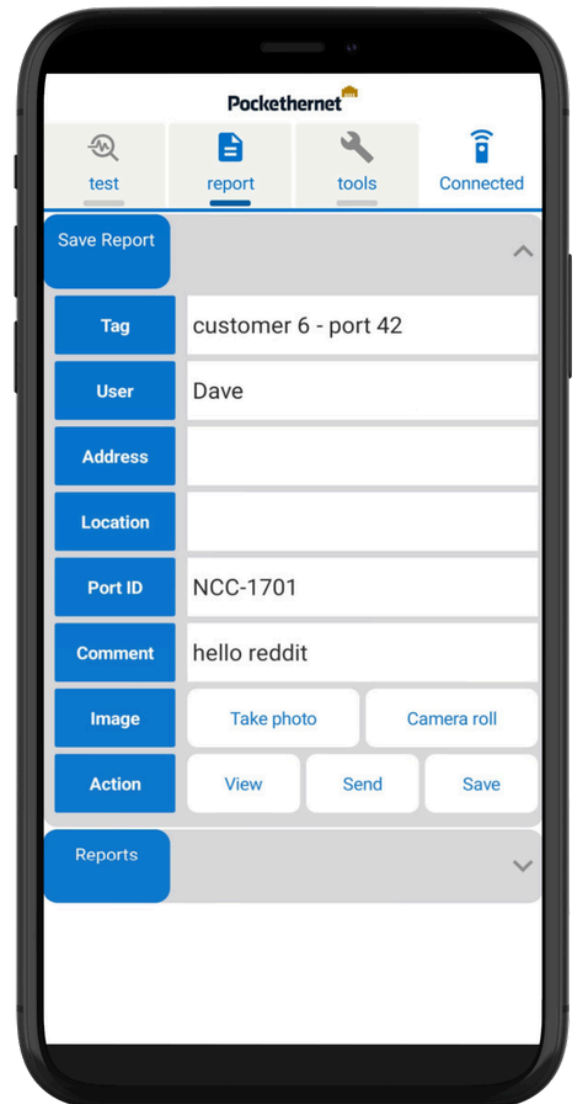 Pockethernet
test report tools Connected
Save Report
Tag customer 6 - port 42
User Dave
Address
Location
Port ID NCC-1701
Comment hello reddit
Image Take photo Camera roll
Action View Send Save
Reports